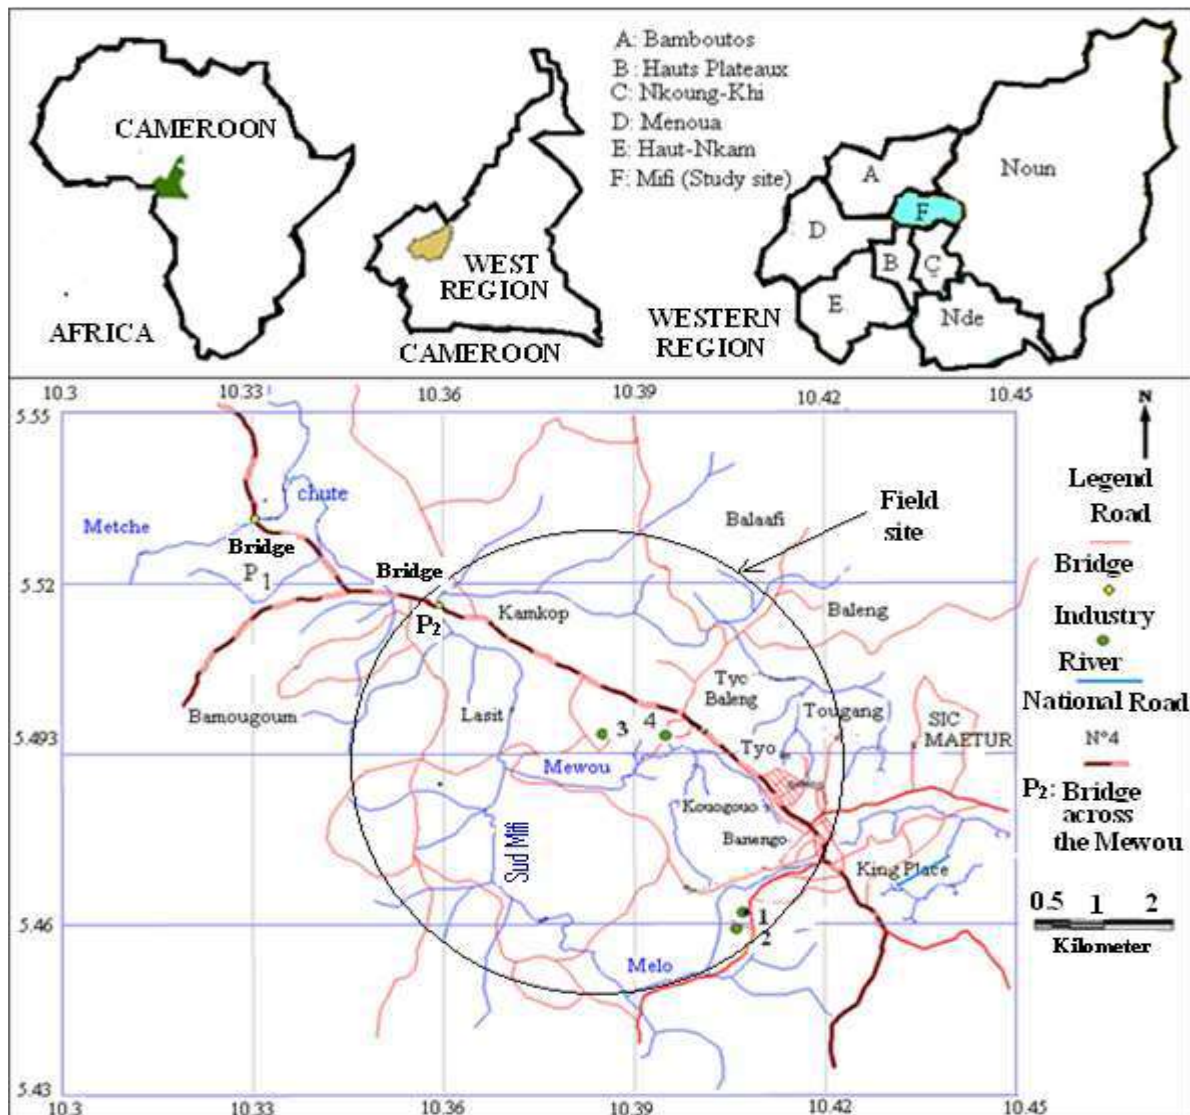 CAMEROON
AFRICA
WEST
REGION
CAMEROON
A: Bamboutos
B : Hauts Plateaux
C: Nkoung-Khi
D: Menoua
E: Haut-Nkam
F: Mifi (Study site)
A
Noun
F
D
B
C
E
Nde
WESTERN
REGION
10.3
10.33
10.36
10.39
10.42
10.45
5.55
5.52
5.493
5.46
5.43
10.3
10.33
10.36
10.39
10.42
10.45
chute
Metche
Bridge
P1
Bridge
P2
Kamkop
Balaafi
Field
site
Baleng
Tyc
Baleng
Tougang
SIC
MAETUR
Bamougoum
Lasit
3
4
Tyo
Mewou
Kouogouo
Banengo
Sud Mifi
King Place
1
2
Melo
N
Legend
Road
Bridge
Industry
River
National Road
N°4
P2: Bridge
across
the Mewou
0.5 1 2
Kilometer